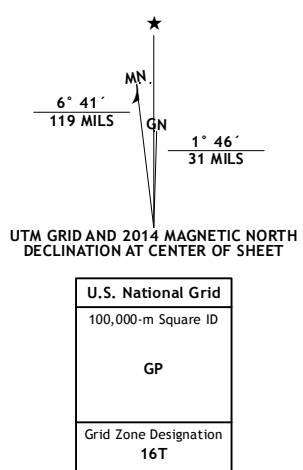 MN
6° 41´
119 MILS
GN
1° 46´
31 MILS
UTM GRID AND 2014 MAGNETIC NORTH
DECLINATION AT CENTER OF SHEET
U.S. National Grid
100,000-m Square ID
GP
Grid Zone Designation
16T